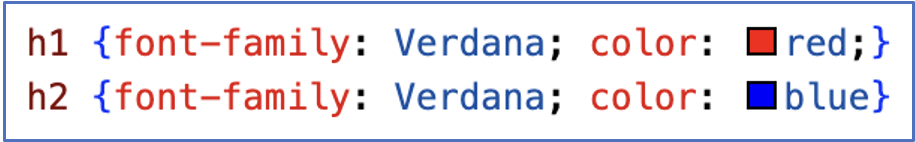 h1 {font-family: Verdana; color: red;}
h2 {font-family: Verdana; color: blue}